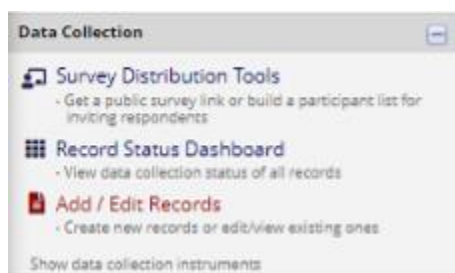 Data Collection
Survey Distribution Tools
- Get a public survey link or build a participant list for
inviting respondents
Record Status Dashboard
- View data collection status of all records
Add / Edit Records
- Create new records or edit/view existing ones
Show data collection instruments